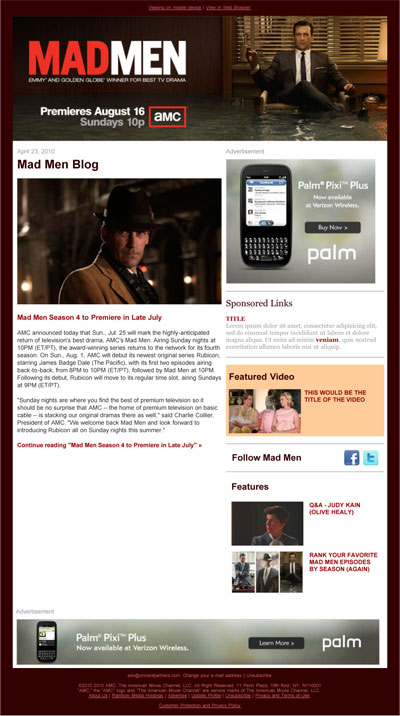 Viewing on mobile device | View in Web Browser
MADMEN
EMMY® AND GOLDEN GLOBE® WINNER FOR BEST TV DRAMA
Premieres August 16
Sundays 10p
amc
April 23, 2010
Mad Men Blog
Mad Men Season 4 to Premiere in Late July
AMC announced today that Sun., Jul. 25 will mark the highly-anticipated
return of television's best drama, AMC's Mad Men. Airing Sunday nights at
10PM (ET/PT), the award-winning series returns to the network for its fourth
season. On Sun., Aug. 1, AMC will debut its newest original series Rubicon,
starring James Badge Dale (The Pacific), with its first two episodes airing
back-to-back, from 8PM (ET/PT), followed by Mad Men at 10PM.
Following its debut, Rubicon will move to its regular time slot, airing Sundays
at 9PM (ET/PT).
"Sunday nights are where you find the best of premium television so it
should be no surprise that AMC -- the home of premium television on basic
cable -- is stacking our original dramas there as well," said Charlie Collier,
President of AMC. "We welcome back Mad Men and look forward to
introducing Rubicon all on Sunday nights this summer."
Continue reading "Mad Men Season 4 to Premiere in Late July" »
Advertisement
Palm® Pixi™ Plus
Now available
at Verizon Wireless.
Buy Now >
palm
Sponsored Links
TITLE
Lorem ipsum dolor sit amet, consectetur adipisicing elit,
sed do eiusmod tempor incididunt ut labore et dolore
magna aliqua. Ut enim ad minim veniam, quis nostrud
exercitation ullamco laboris nisi ut aliquip.
Featured Video
THIS WOULD BE THE
TITLE OF THE VIDEO
Follow Mad Men
Features
Q&A - JUDY KAIN
(OLIVE HEALY)
RANK YOUR FAVORITE
MAD MEN EPISODES
BY SEASON (AGAIN)
Advertisement
Palm® Pixi™ Plus
Now available at Verizon Wireless.
Learn More >
palm
Change your e-mail address | Unsubscribe
©2010 2010 AMC. The American Movie Channel, LLC. All Right Reserved. 11 Penn Plaza, 19th floor, NY, NY10001
"AMC" the "AMC" logo and "The American Movie Channel" are service marks of The American Movie Channel, LLC.
About Us | Rainbow Media Holdings | Advertise | Update Profile | Unsubscribe | Privacy and Terms of Use
Customer Protection and Privacy Policy